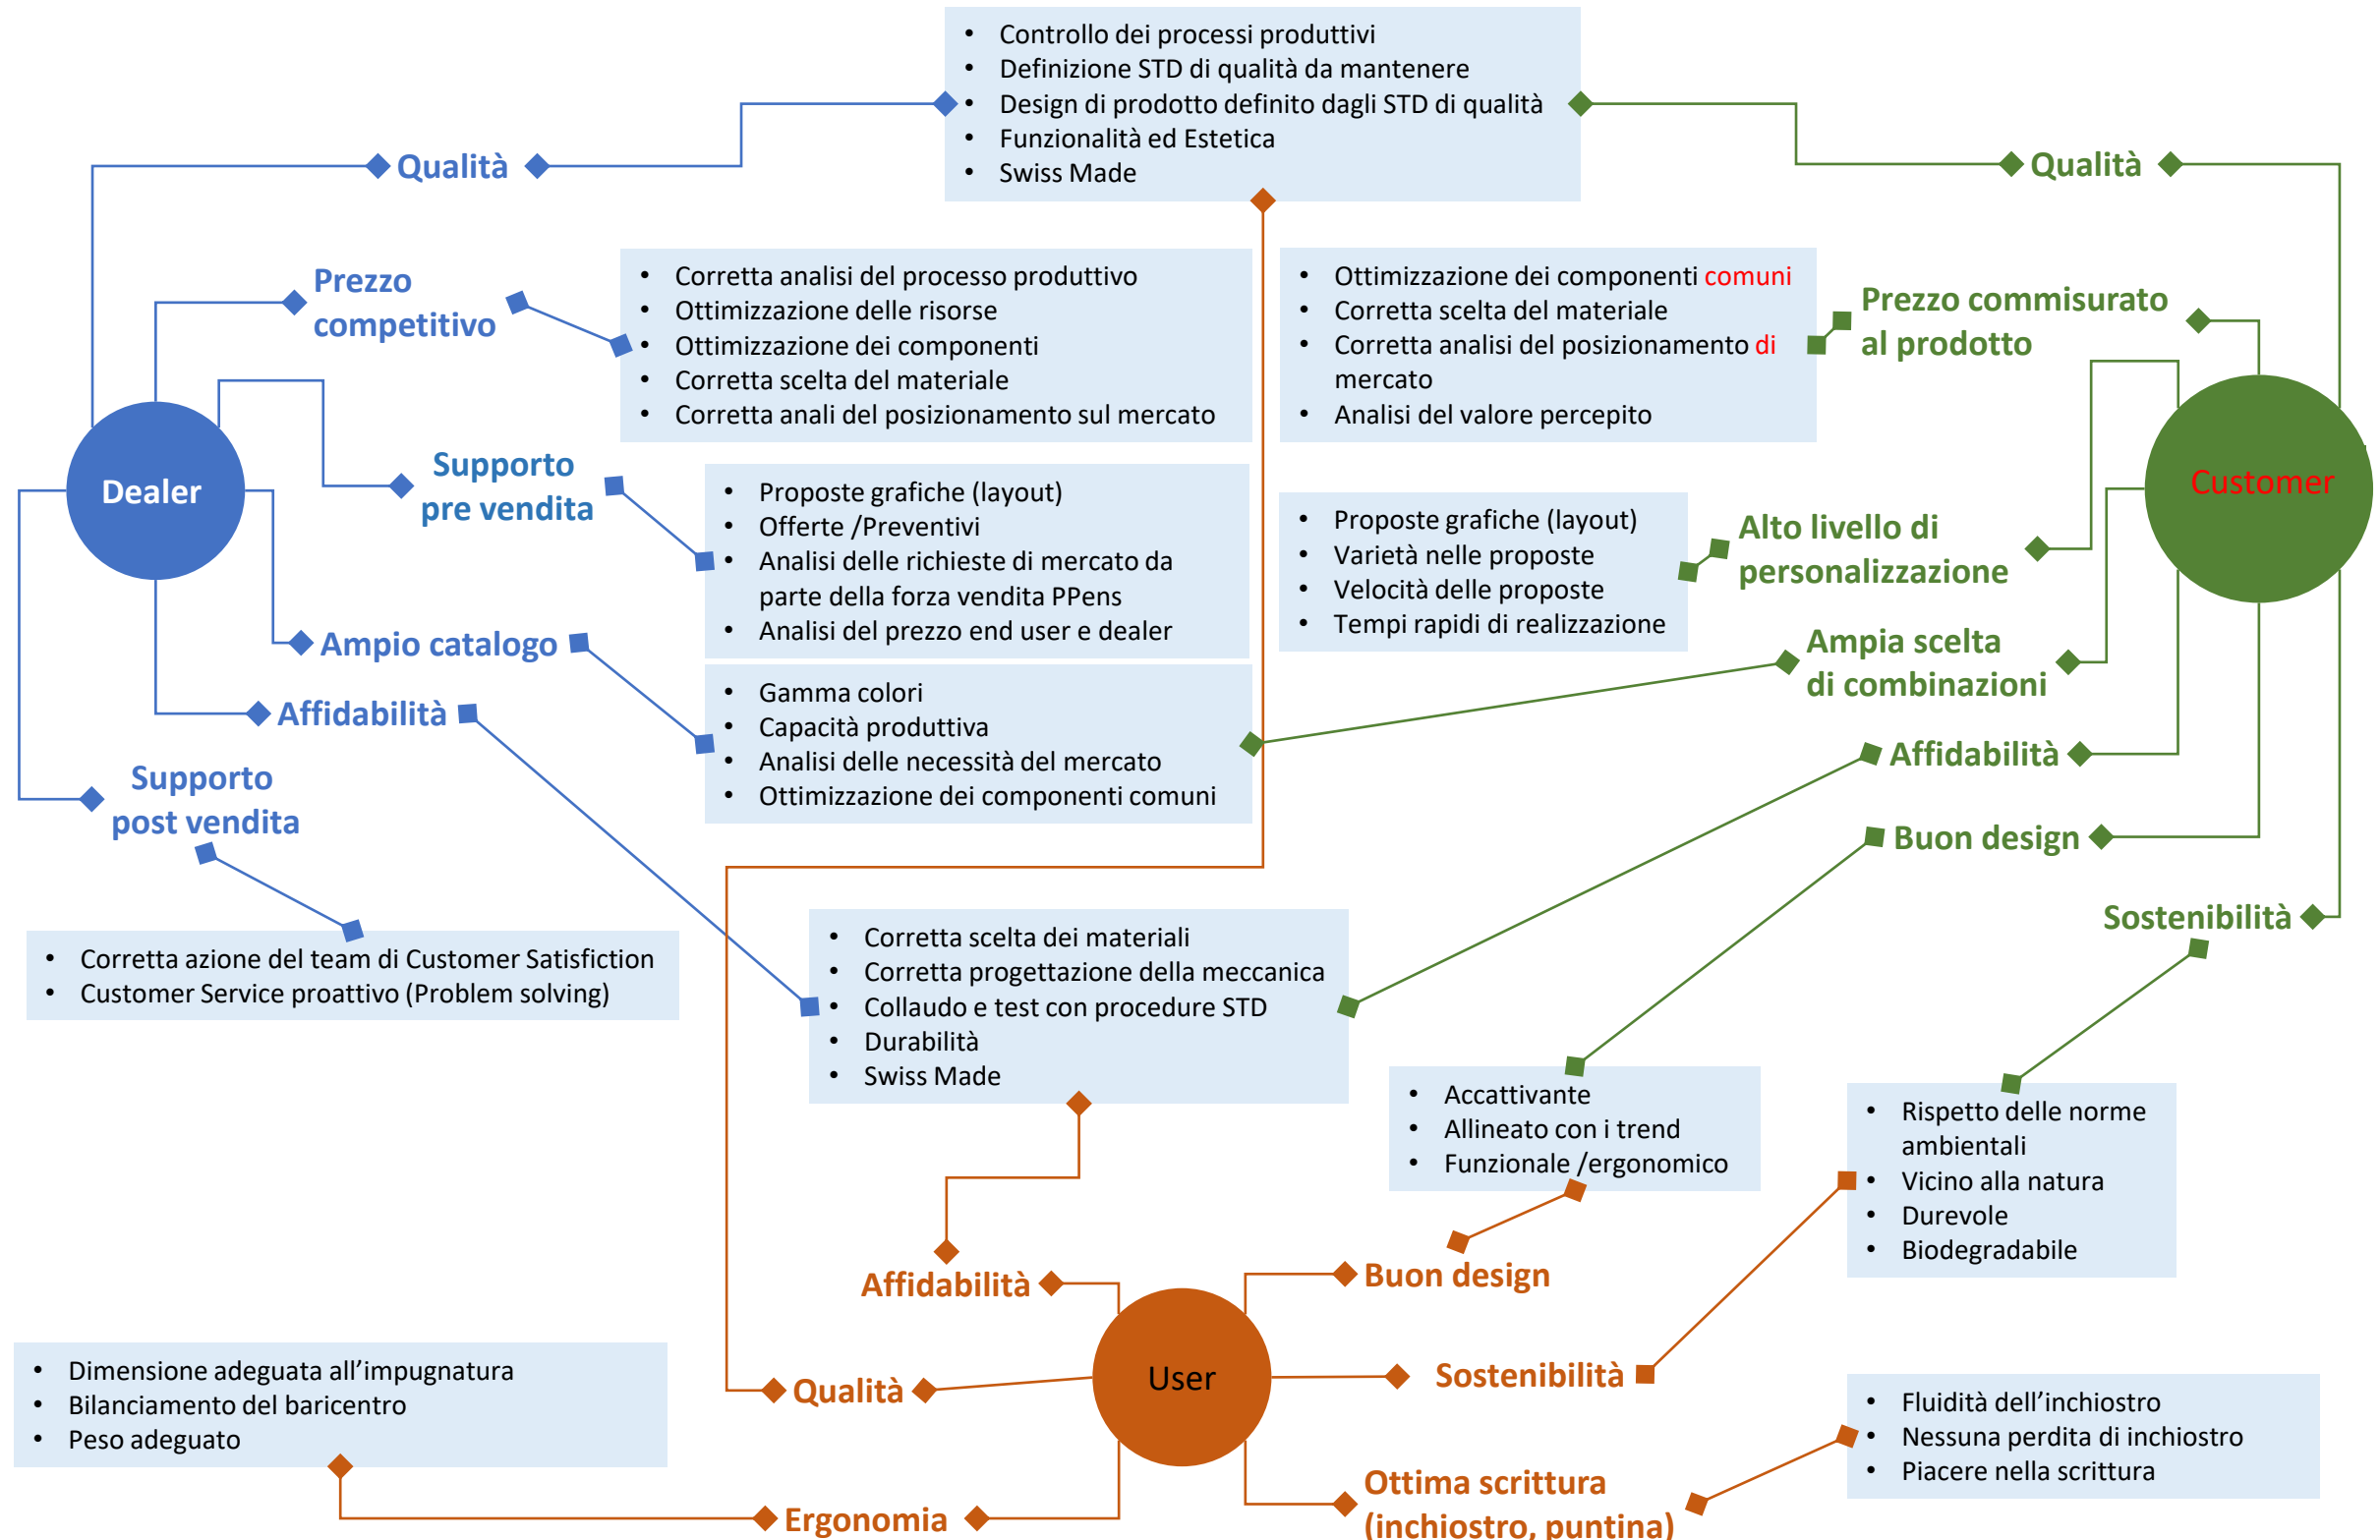 • Controllo dei processi produttivi
• Definizione STD di qualità da mantenere
• Design di prodotto definito dagli STD di qualità
• Funzionalità ed Estetica
• Swiss Made
Qualità
Qualità
Prezzo
competitivo
• Corretta analisi del processo produttivo
• Ottimizzazione delle risorse
• Ottimizzazione dei componenti
• Corretta scelta del materiale
• Corretta anali del posizionamento sul mercato
• Ottimizzazione dei componenti comuni
• Corretta scelta del materiale
• Corretta analisi del posizionamento di
mercato
• Analisi del valore percepito
Prezzo commisurato
al prodotto
Dealer
Supporto
pre vendita
• Proposte grafiche (layout)
• Offerte /Preventivi
• Analisi delle richieste di mercato da
parte della forza vendita PPens
• Analisi del prezzo end user e dealer
• Proposte grafiche (layout)
• Varietà nelle proposte
• Velocità delle proposte
• Tempi rapidi di realizzazione
Alto livello di
personalizzazione
Customer
Ampio catalogo
Ampia scelta
di combinazioni
Affidabilità
• Gamma colori
• Capacità produttiva
• Analisi delle necessità del mercato
• Ottimizzazione dei componenti comuni
Affidabilità
Supporto
post vendita
Buon design
Sostenibilità
• Corretta azione del team di Customer Satisfiction
• Customer Service proattivo (Problem solving)
• Corretta scelta dei materiali
• Corretta progettazione della meccanica
• Collaudo e test con procedure STD
• Durabilità
• Swiss Made
• Accattivante
• Allineato con i trend
• Funzionale /ergonomico
• Rispetto delle norme
ambientali
• Vicino alla natura
• Durevole
• Biodegradabile
Affidabilità
Buon design
• Dimensione adeguata all’impugnatura
• Bilanciamento del baricentro
• Peso adeguato
Qualità
User
Sostenibilità
• Fluidità dell’inchiostro
• Nessuna perdita di inchiostro
• Piacere nella scrittura
Ergonomia
Ottima scrittura
(inchiostro, puntina)